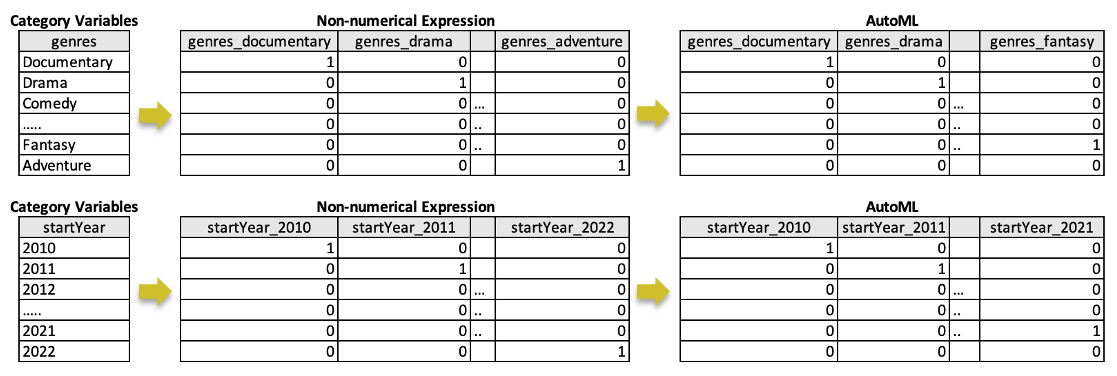 Category Variables Non-numerical Expression AutoML
genres genres_documentary genres_drama genres_adventure genres_documentary genres_drama genres_fantasy
Documentary 1 0 0 1 0 0
Drama 0 1 0 0 1 0
Comedy 0 0 ... 0 0 0 ... 0
..... 0 0 .. 0 0 0 .. 0
Fantasy 0 0 .. 0 0 0 .. 1
Adventure 0 0 1 0 0 0
Category Variables Non-numerical Expression AutoML
startYear startYear_2010 startYear_2011 startYear_2022 startYear_2010 startYear_2011 startYear_2021
2010 1 0 0 1 0 0
2011 0 1 0 0 1 0
2012 0 0 ... 0 0 0 ... 0
..... 0 0 .. 0 0 0 .. 0
2021 0 0 .. 0 0 0 .. 1
2022 0 0 1 0 0 0